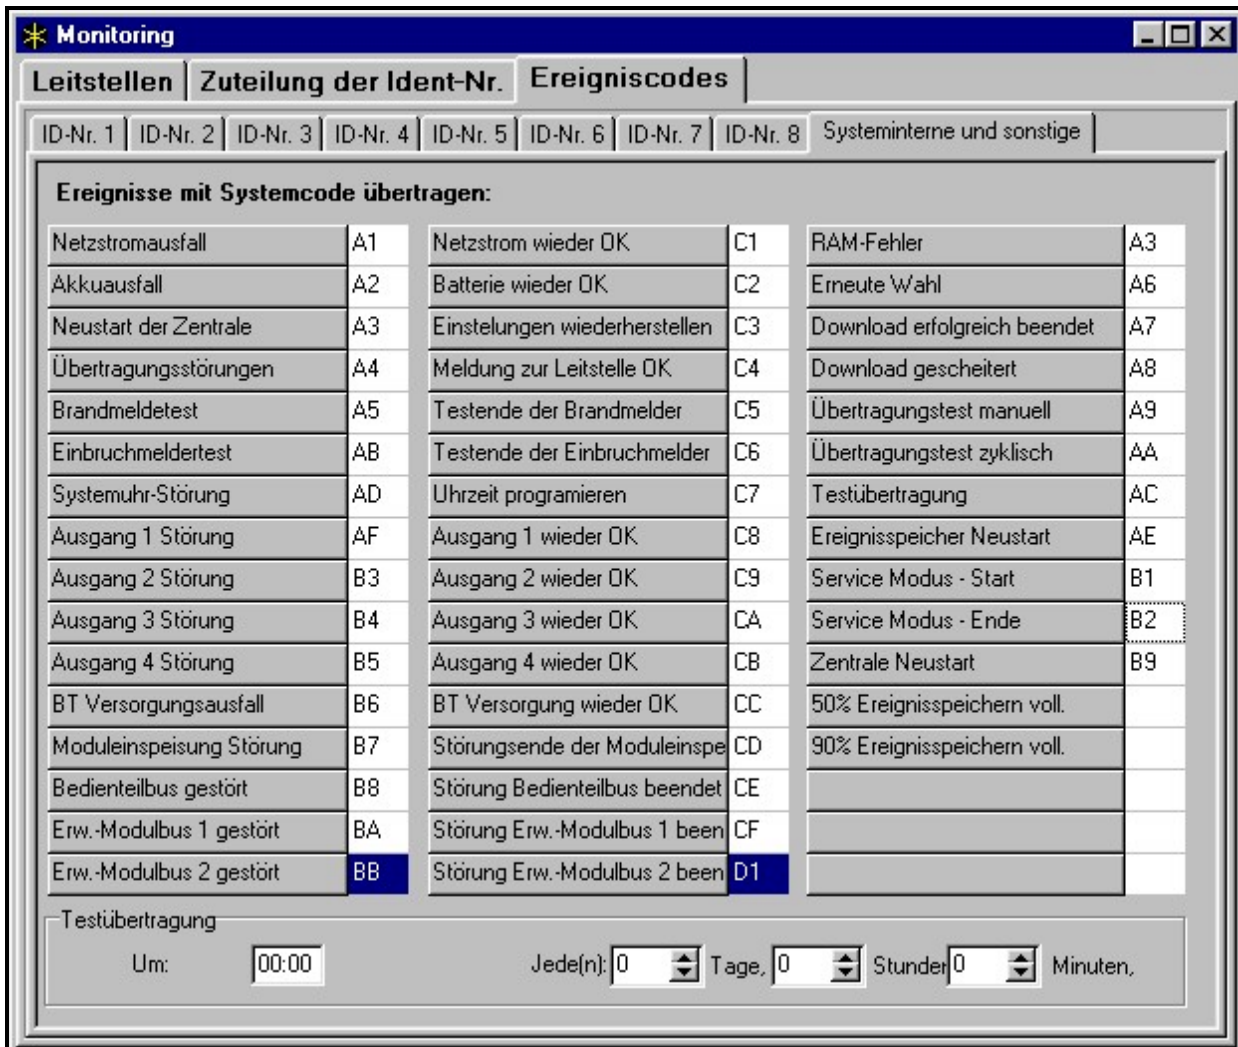 Monitoring
Leitstellen Zuteilung der Ident-Nr. Ereigniscodes
ID-Nr. 1 ID-Nr. 2 ID-Nr. 3 ID-Nr. 4 ID-Nr. 5 ID-Nr. 6 ID-Nr. 7 ID-Nr. 8 Systeminterne und sonstige
Ereignisse mit Systemcode übertragen:
Netzstromausfall A1 Netzstrom wieder OK C1 RAM-Fehler A3
Akkuausfall A2 Batterie wieder OK C2 Erneute Wahl A6
Neustart der Zentrale A3 Einstelungen wiederherstellen C3 Download erfolgreich beendet A7
Übertragungsstörungen A4 Meldung zur Leitstelle OK C4 Download gescheitert A8
Brandmeldetest A5 Testende der Brandmelder C5 Übertragungstest manuell A9
Einbruchmeldertest AB Testende der Einbruchmelder C6 Übertragungstest zyklisch AA
Systemuhr-Störung AD Uhrzeit programieren C7 Testübertragung AC
Ausgang 1 Störung AF Ausgang 1 wieder OK C8 Ereignisspeicher Neustart AE
Ausgang 2 Störung B3 Ausgang 2 wieder OK C9 Service Modus - Start B1
Ausgang 3 Störung B4 Ausgang 3 wieder OK CA Service Modus - Ende B2
Ausgang 4 Störung B5 Ausgang 4 wieder OK CB Zentrale Neustart B9
BT Versorgungsausfall B6 BT Versorgung wieder OK CC 50% Ereignisspeichern voll.
Moduleinspeisung Störung B7 Störungsende der Moduleinspe CD 90% Ereignisspeichern voll.
Bedienteilbus gestört B8 Störung Bedienteilbus beendet CE
Erw.-Modulbus 1 gestört BA Störung Erw.-Modulbus 1 been CF
Erw.-Modulbus 2 gestört BB Störung Erw.-Modulbus 2 been D1
Testübertragung
Um: 00:00 Jede(n): 0 Tage, 0 Stunder 0 Minuten,